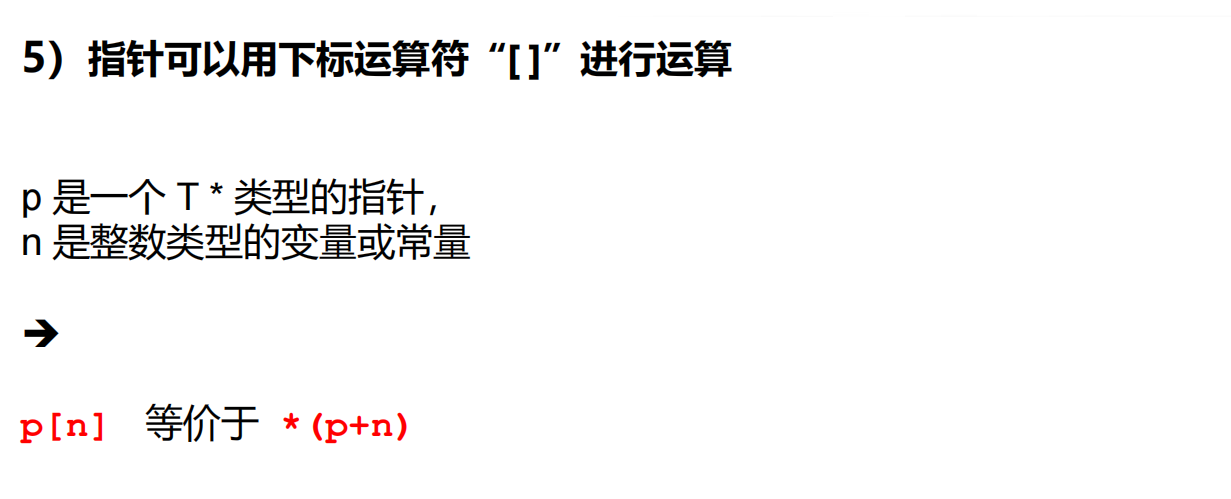 5）指针可以用下标运算符“[]”进行运算
p 是一个 T * 类型的指针，
n 是整数类型的变量或常量
➔
p[n] 等价于 *(p+n)